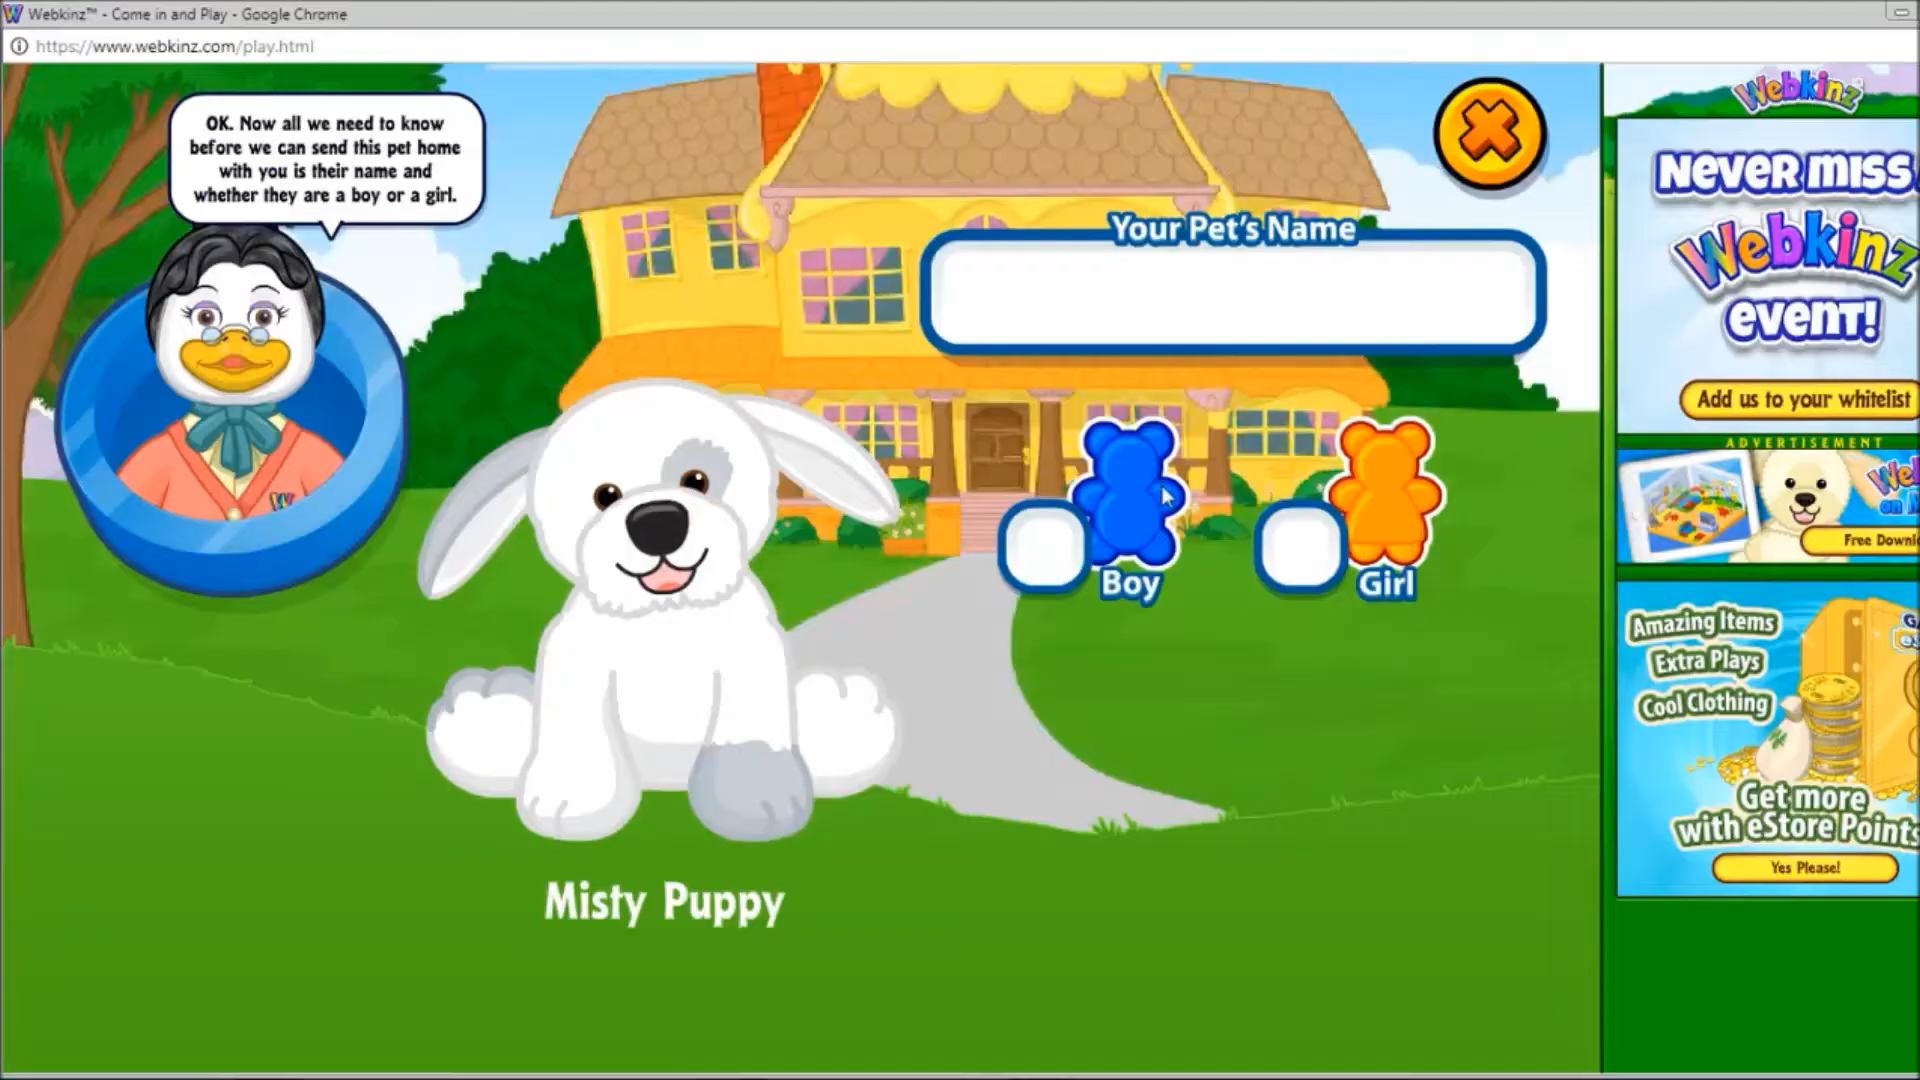 Webkinz™ - Come in and Play - Google Chrome
https://www.webkinz.com/play.html
OK. Now all we need to know
before we can send this pet home
with you is their name and
whether they are a boy or a girl.
Your Pet's Name
Boy
Girl
Misty Puppy
Webkinz
NEVER MISS
Webkinz
EVENT!
Add us to your whitelist
ADVERTISEMENT
Free
Amazing Items
Extra Plays
Cool Clothing
Get more
with eStore Points
Yes Please!